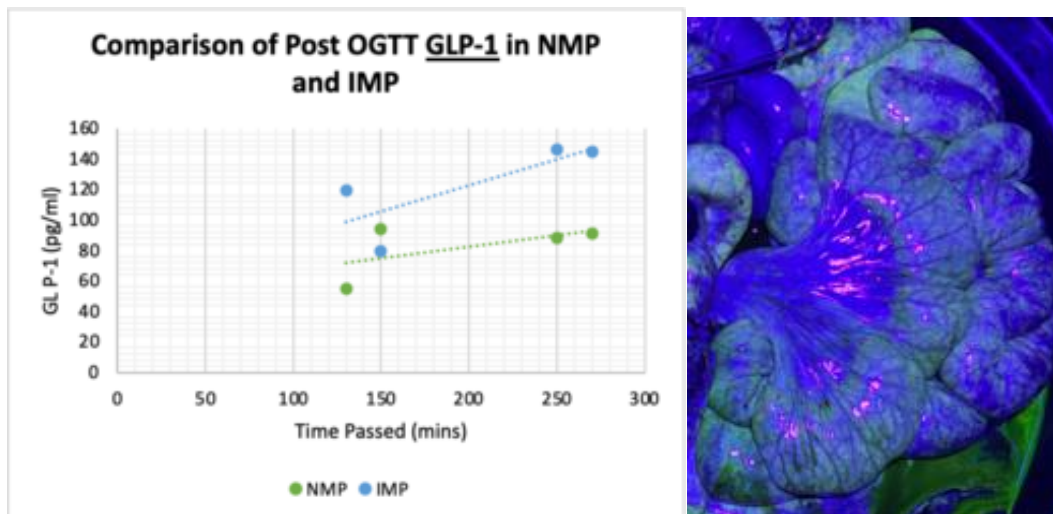 Comparison of Post OGTT GLP-1 in NMP
and IMP
160
140
120
100
80
60
40
20
0
GL P-1 (pg/ml)
0 50 100 150 200 250 300
Time Passed (mins)
NMP IMP